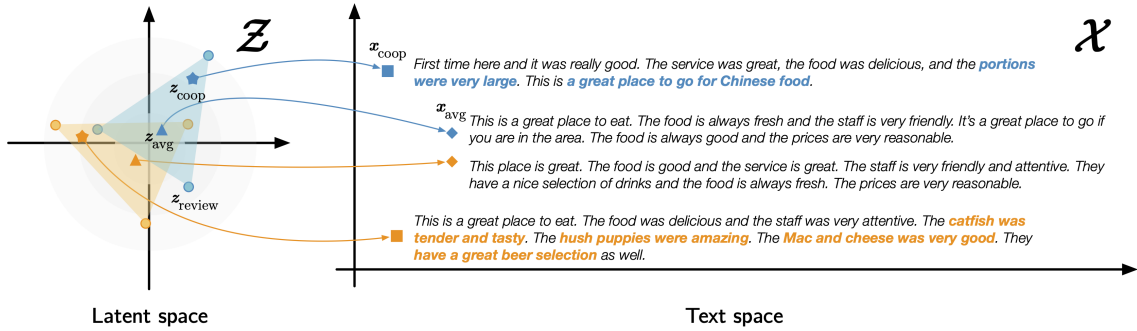 𝒵
𝒳
x_coop
First time here and it was really good. The service was great, the food was delicious, and the portions
were very large. This is a great place to go for Chinese food.
z_coop
x_avg
This is a great place to eat. The food is always fresh and the staff is very friendly. It's a great place to go if
you are in the area. The food is always good and the prices are very reasonable.
z_avg
This place is great. The food is good and the service is great. The staff is very friendly and attentive. They
have a nice selection of drinks and the food is always fresh. The prices are very reasonable.
z_review
This is a great place to eat. The food was delicious and the staff was very attentive. The catfish was
tender and tasty. The hush puppies were amazing. The Mac and cheese was very good. They
have a great beer selection as well.
Latent space
Text space